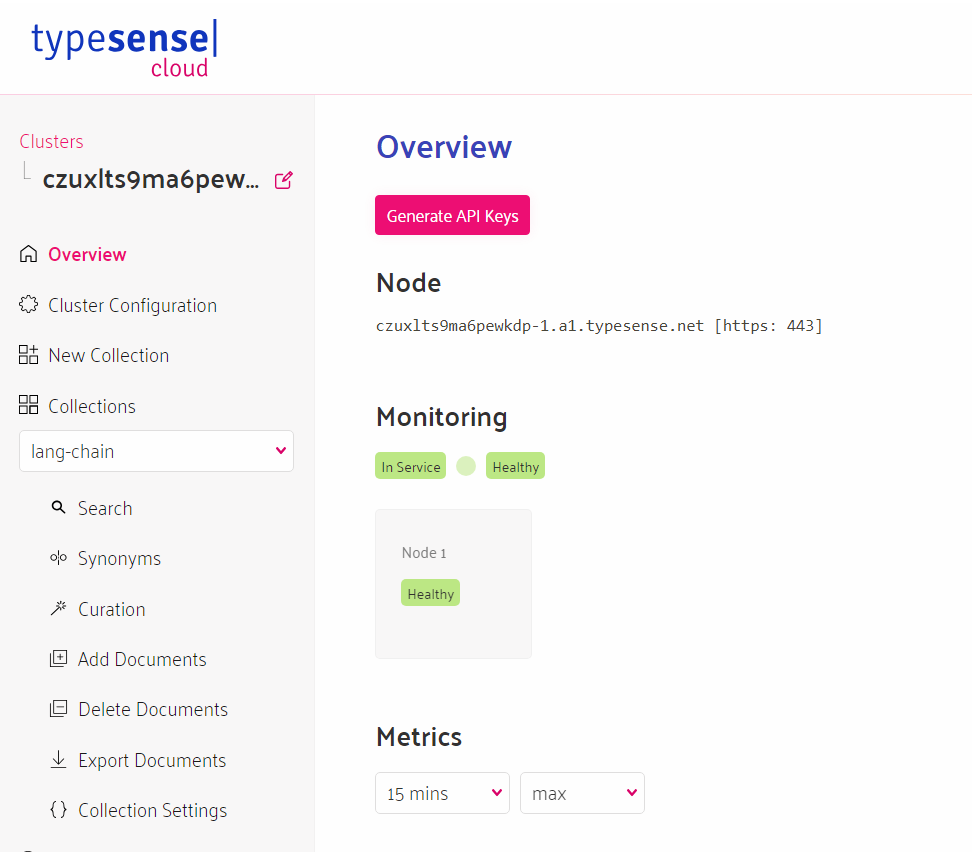 typesense|
cloud
Clusters
czuxlts9ma6pew...
Overview
Cluster Configuration
New Collection
Collections
lang-chain
Search
Synonyms
Curation
Add Documents
Delete Documents
Export Documents
Collection Settings
Overview
Generate API Keys
Node
czuxlts9ma6pewkdp-1.a1.typesense.net [https: 443]
Monitoring
In Service Healthy
Node 1
Healthy
Metrics
15 mins max